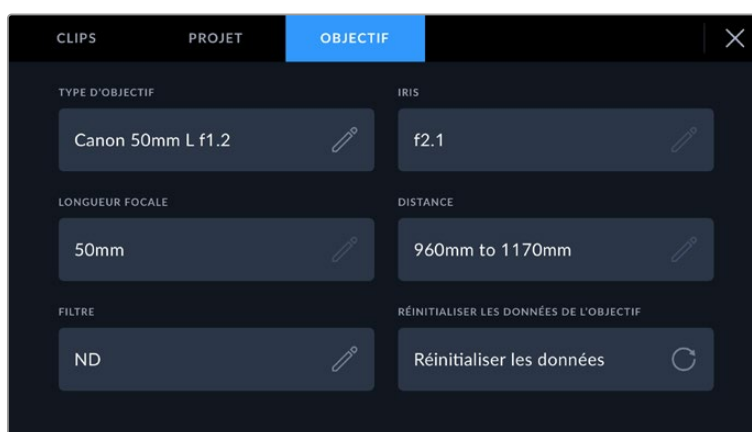 CLIPS PROJET OBJECTIF
TYPE D'OBJECTIF IRIS
Canon 50mm L f1.2 f2.1
LONGUEUR FOCALE DISTANCE
50mm 960mm to 1170mm
FILTRE RÉINITIALISER LES DONNÉES DE L'OBJECTIF
ND Réinitialiser les données